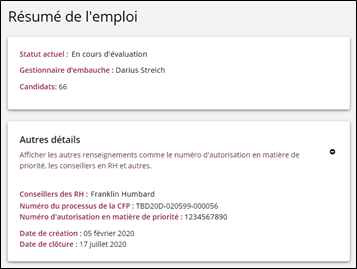 Résumé de l'emploi
Statut actuel : En cours d'évaluation
Gestionnaire d'embauche : Darius Streich
Candidats: 66
Autres détails
Afficher les autres renseignements comme le numéro d'autorisation en matière de
priorité, les conseillers en RH et autres.
Conseillers des RH : Franklin Humbard
Numéro du processus de la CFP : TBD20D-020599-000056
Numéro d'autorisation en matière de priorité : 1234567890
Date de création : 05 février 2020
Date de clôture : 17 juillet 2020